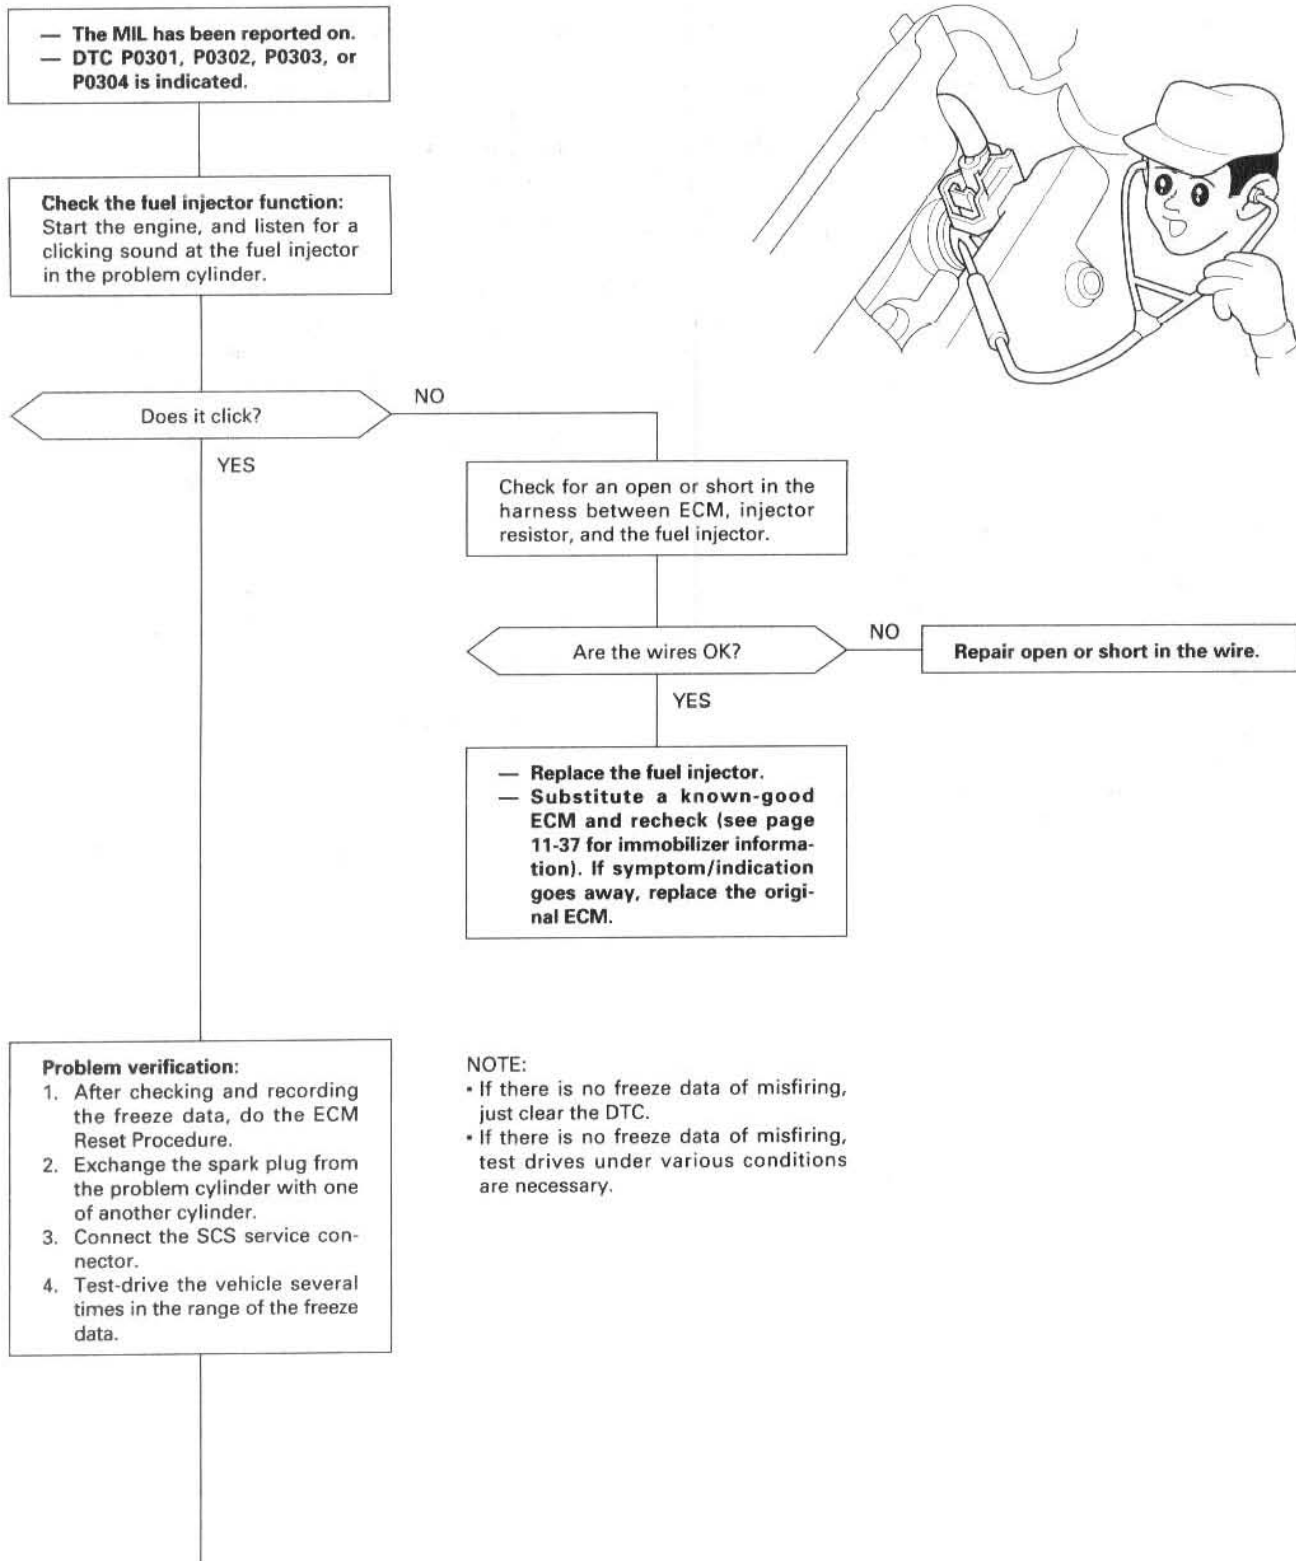 — The MIL has been reported on.
— DTC P0301, P0302, P0303, or
P0304 is indicated.
Check the fuel injector function:
Start the engine, and listen for a
clicking sound at the fuel injector
in the problem cylinder.
Does it click?
NO
YES
Check for an open or short in the
harness between ECM, injector
resistor, and the fuel injector.
Are the wires OK?
NO
Repair open or short in the wire.
YES
— Replace the fuel injector.
— Substitute a known-good
ECM and recheck (see page
11-37 for immobilizer informa-
tion). If symptom/indication
goes away, replace the origi-
nal ECM.
Problem verification:
1. After checking and recording
the freeze data, do the ECM
Reset Procedure.
2. Exchange the spark plug from
the problem cylinder with one
of another cylinder.
3. Connect the SCS service con-
nector.
4. Test-drive the vehicle several
times in the range of the freeze
data.
NOTE:
• If there is no freeze data of misfiring,
just clear the DTC.
• If there is no freeze data of misfiring,
test drives under various conditions
are necessary.